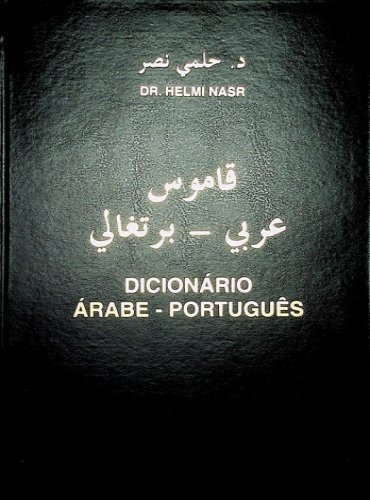 د. حلمي نصر
DR. HELMI NASR
قاموس
عربي – برتغالي
DICIONÁRIO
ÁRABE - PORTUGUÊS